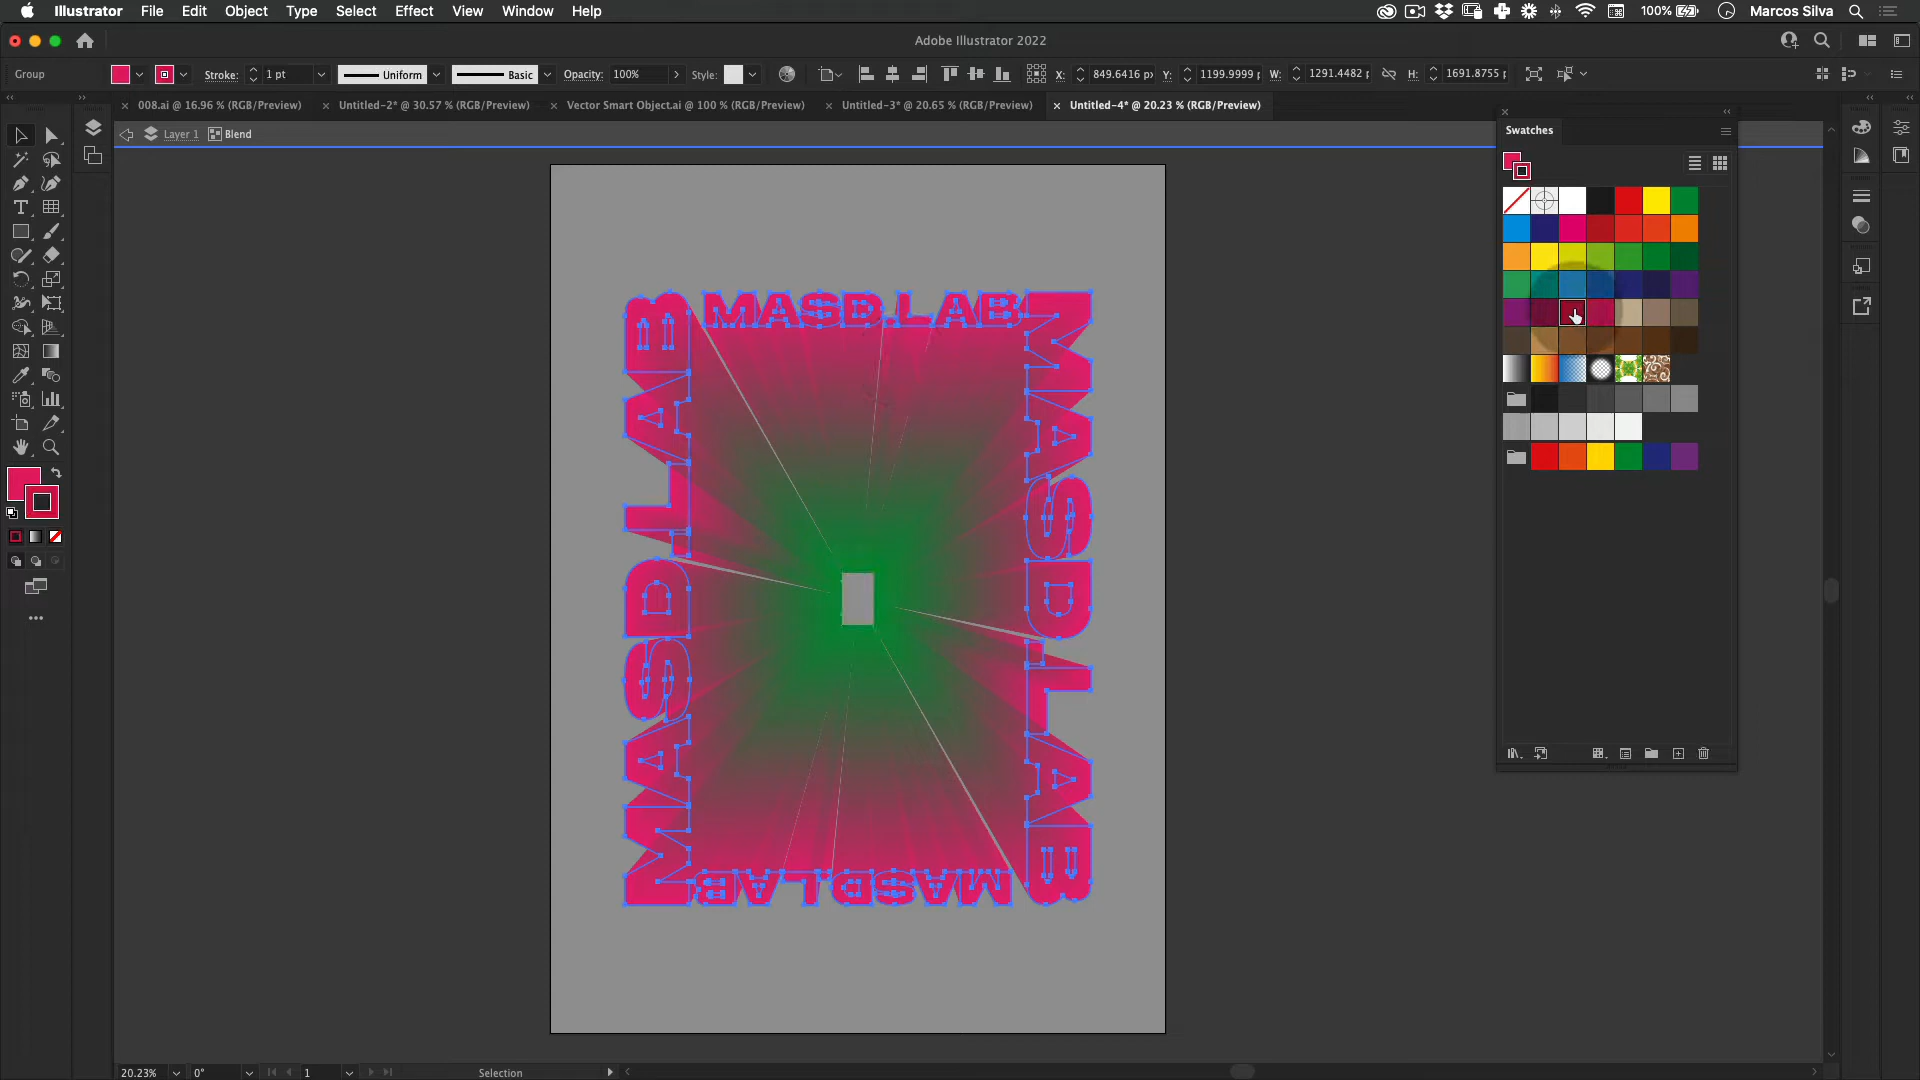 Illustrator File Edit Object Type Select Effect View Window Help 100% Marcos Silva
Adobe Illustrator 2022
Group Stroke: 1 pt Uniform Basic Opacity: 100% Style: X: 849.6416 px Y: 1199.9999 W: 1291.4482 H: 1691.8755
008.ai @ 16.96 % (RGB/Preview) Untitled-2* @ 30.57 % (RGB/Preview) Vector Smart Object.ai @ 100 % (RGB/Preview) Untitled-3* @ 20.65 % (RGB/Preview) Untitled-4* @ 20.23 % (RGB/Preview)
Layer 1 Blend
Swatches
MASD.LAB
MASD.LAB
MASD.LAB
MASD.LAB
20.23% 0° 1 Selection